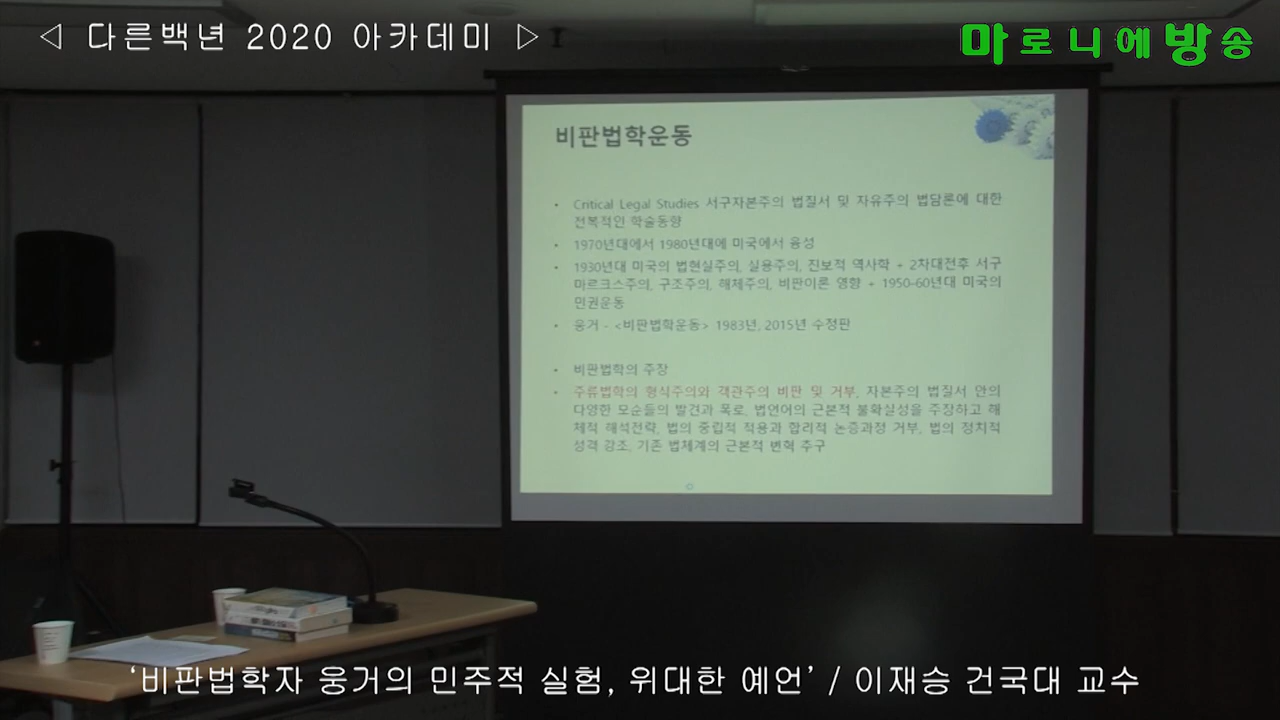 ◁ 다른백년 2020 아카데미 ▷
마로니에방송
비판법학운동
• Critical Legal Studies 서구자본주의 법질서 및 자유주의 법담론에 대한
전복적인 학술동향
• 1970년대에서 1980년대에 미국에서 융성
• 1930년대 미국의 법현실주의, 실용주의, 진보적 역사학 + 2차대전후 서구
마르크스주의, 구조주의, 해체주의, 비판이론 영향 + 1950-60년대 미국의
민권운동
• 웅거 - <비판법학운동> 1983년, 2015년 수정판
• 비판법학의 주장
• 주류법학의 형식주의와 객관주의 비판 및 거부, 자본주의 법질서 안의
다양한 모순들의 발견과 폭로, 법언어의 근본적 불확실성을 주장하고 해
체적 해석전략, 법의 중립적 적용과 합리적 논증과정 거부, 법의 정치적
성격 강조, 기존 법체계의 근본적 변혁 추구
‘비판법학자 웅거의 민주적 실험, 위대한 예언’ / 이재승 건국대 교수